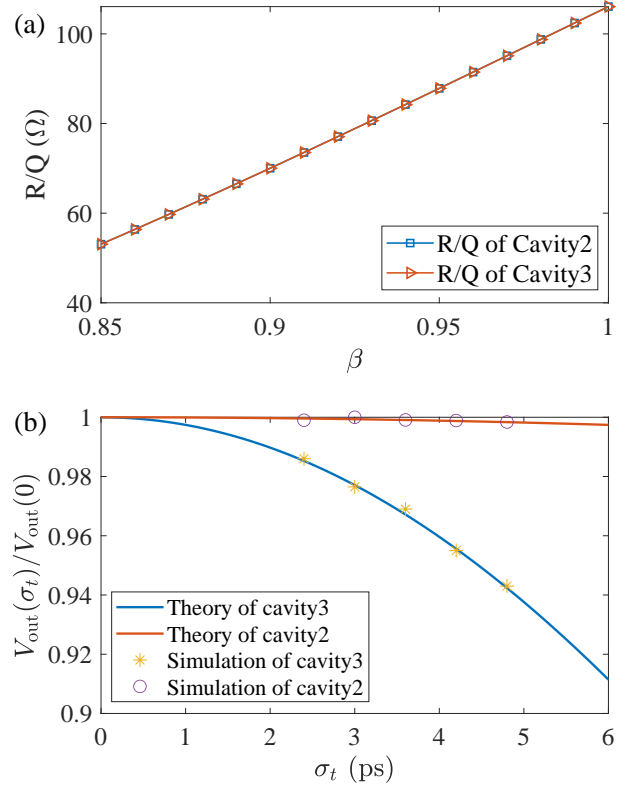 (a)
100
80
60
40
R/Q (Ω)
R/Q of Cavity2
R/Q of Cavity3
0.85
0.9
0.95
1
β
(b)
1
0.98
0.96
0.94
0.92
0.9
V_out(σ_t)/V_out(0)
Theory of cavity3
Theory of cavity2
Simulation of cavity3
Simulation of cavity2
0
1
2
3
4
5
6
σ_t (ps)